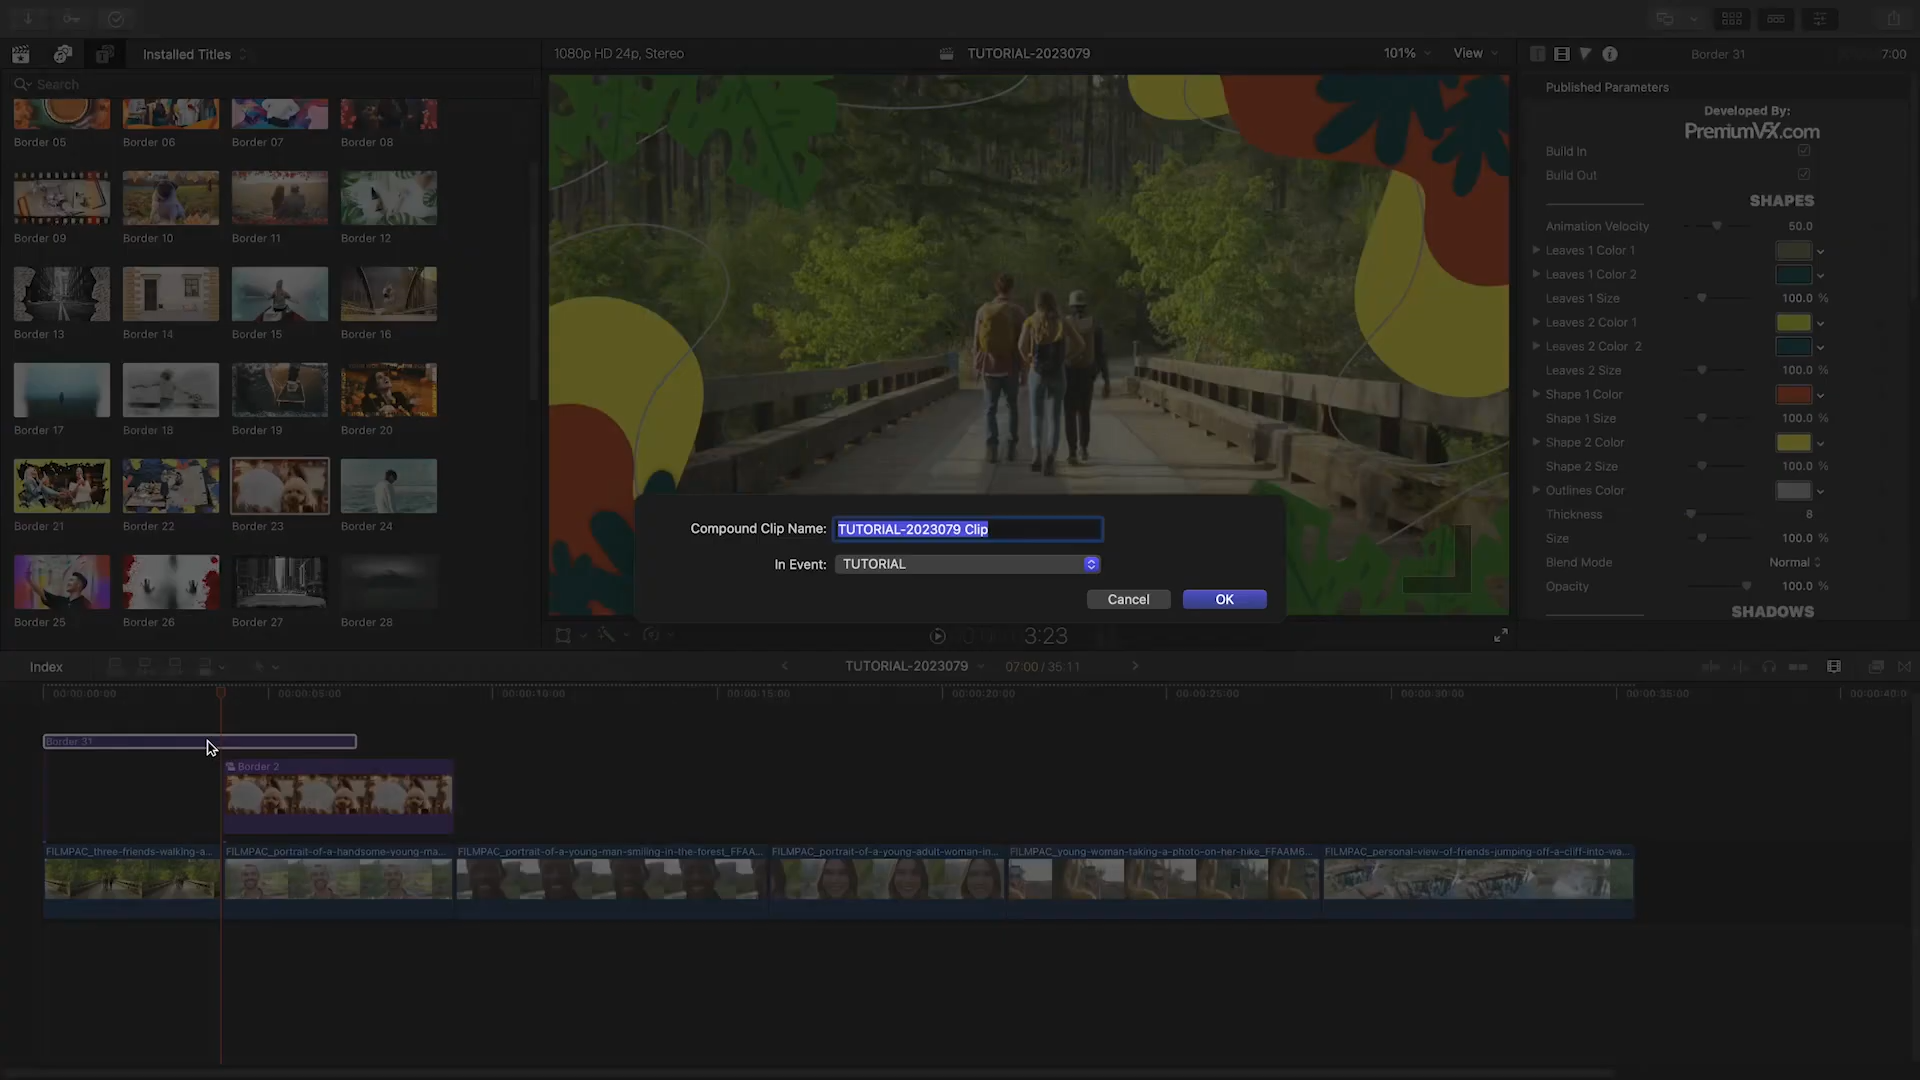 Installed Titles
1080p HD 24p, Stereo
TUTORIAL-2023079
101%
View
Border 31
7:00
Search
Border 05
Border 06
Border 07
Border 08
Border 09
Border 10
Border 11
Border 12
Border 13
Border 14
Border 15
Border 16
Border 17
Border 18
Border 19
Border 20
Border 21
Border 22
Border 23
Border 24
Border 25
Border 26
Border 27
Border 28
Published Parameters
Developed By:
PremiumVFX.com
Build In
Build Out
SHAPES
Animation Velocity 50.0
Leaves 1 Color 1
Leaves 1 Color 2
Leaves 1 Size 100.0 %
Leaves 2 Color 1
Leaves 2 Color 2
Leaves 2 Size 100.0 %
Shape 1 Color
Shape 1 Size 100.0 %
Shape 2 Color
Shape 2 Size 100.0 %
Outlines Color
Thickness 8
Size 100.0 %
Blend Mode Normal
Opacity 100.0 %
SHADOWS
Compound Clip Name: TUTORIAL-2023079 Clip
In Event: TUTORIAL
Cancel
OK
3:23
Index
TUTORIAL-2023079
07:00 / 35:11
00:00:00:00
00:00:05:00
00:00:10:00
00:00:15:00
00:00:20:00
00:00:25:00
00:00:30:00
00:00:35:00
00:00:40:0
Border 31
Border 2
FILMPAC_three-friends-walking-a...
FILMPAC_portrait-of-a-handsome-young-ma...
FILMPAC_portrait-of-a-young-man-smiling-in-the-forest_FFAA...
FILMPAC_portrait-of-a-young-adult-woman-in...
FILMPAC_young-woman-taking-a-photo-on-her-hike_FFAAM6...
FILMPAC_personal-view-of-friends-jumping-off-a-cliff-into-wa...